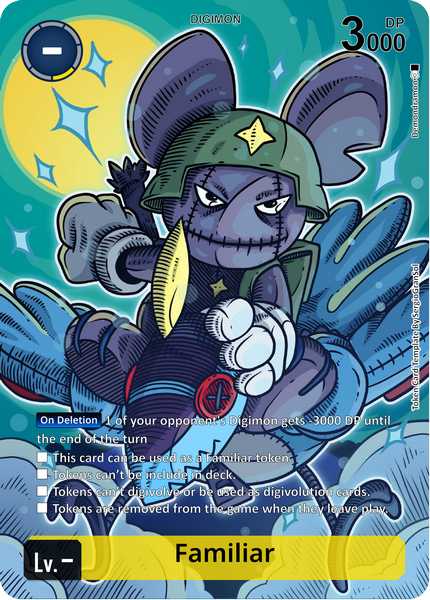 DIGIMON
-
DP
3000
Demondramon
Token Card Template By SergioGranSol
On Deletion 1 of your opponent's Digimon gets -3000 DP until
the end of the turn
This card can be used as a Familiar token.
Tokens can't be include in deck.
Tokens can't digivolve or be used as digivolution cards.
Tokens are removed from the game when they leave play.
Lv.-
Familiar